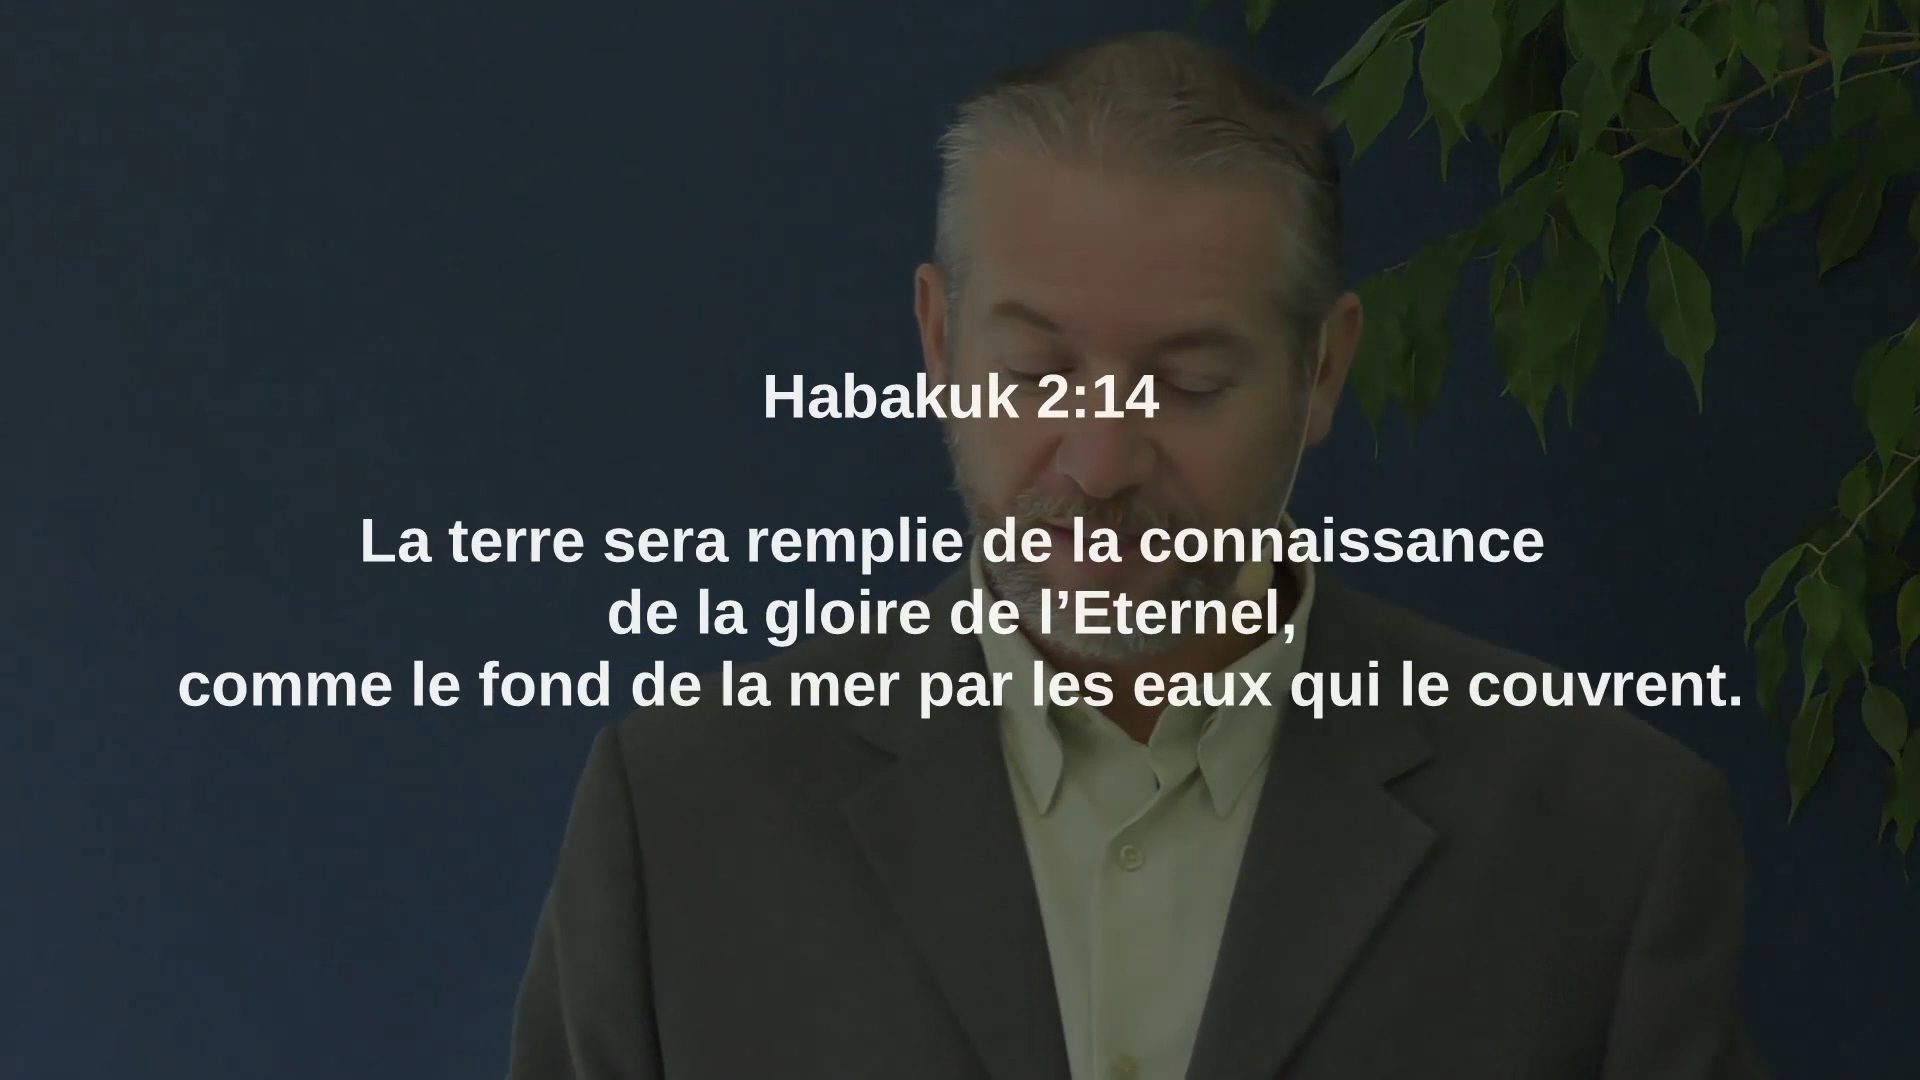 Habakuk 2:14
La terre sera remplie de la connaissance
de la gloire de l’Eternel,
comme le fond de la mer par les eaux qui le couvrent.